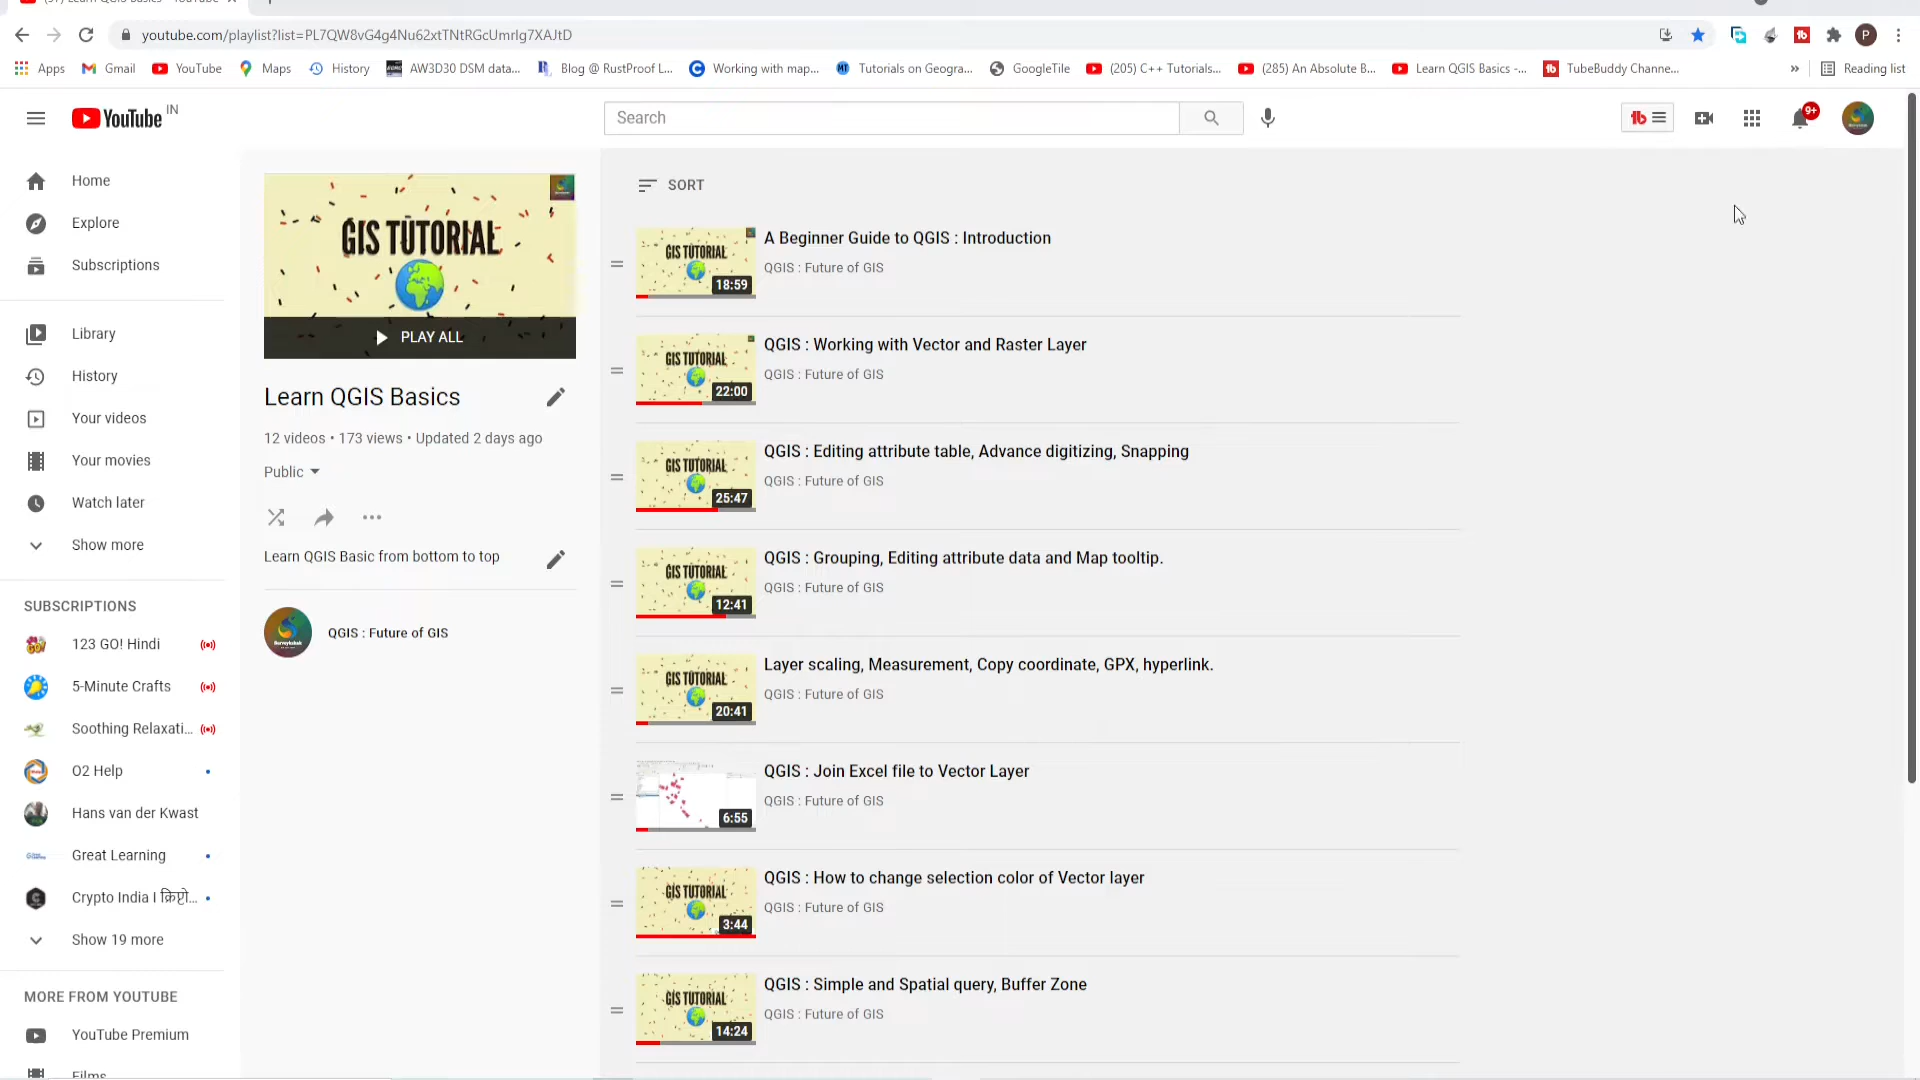 youtube.com/playlist?list=PL7QW8vG4g4Nu62xtTNtRGcUmrIg7XAJtD
P
Apps
Gmail
YouTube
Maps
History
AW3D30 DSM data...
Blog @ RustProof L...
Working with map...
Tutorials on Geogra...
GoogleTile
(205) C++ Tutorials...
(285) An Absolute B...
Learn QGIS Basics -...
TubeBuddy Channe...
»
Reading list
YouTube IN
Search
9+
Home
Explore
Subscriptions
Library
History
Your videos
Your movies
Watch later
Show more
SUBSCRIPTIONS
123 GO! Hindi
5-Minute Crafts
Soothing Relaxati...
O2 Help
Hans van der Kwast
Great Learning
Crypto India I क्रिप्टो...
Show 19 more
MORE FROM YOUTUBE
YouTube Premium
Films
GIS TUTORIAL
PLAY ALL
Learn QGIS Basics
12 videos • 173 views • Updated 2 days ago
Public
Learn QGIS Basic from bottom to top
QGIS : Future of GIS
SORT
GIS TUTORIAL
18:59
A Beginner Guide to QGIS : Introduction
QGIS : Future of GIS
GIS TUTORIAL
22:00
QGIS : Working with Vector and Raster Layer
QGIS : Future of GIS
GIS TUTORIAL
25:47
QGIS : Editing attribute table, Advance digitizing, Snapping
QGIS : Future of GIS
GIS TUTORIAL
12:41
QGIS : Grouping, Editing attribute data and Map tooltip.
QGIS : Future of GIS
GIS TUTORIAL
20:41
Layer scaling, Measurement, Copy coordinate, GPX, hyperlink.
QGIS : Future of GIS
6:55
QGIS : Join Excel file to Vector Layer
QGIS : Future of GIS
GIS TUTORIAL
3:44
QGIS : How to change selection color of Vector layer
QGIS : Future of GIS
GIS TUTORIAL
14:24
QGIS : Simple and Spatial query, Buffer Zone
QGIS : Future of GIS